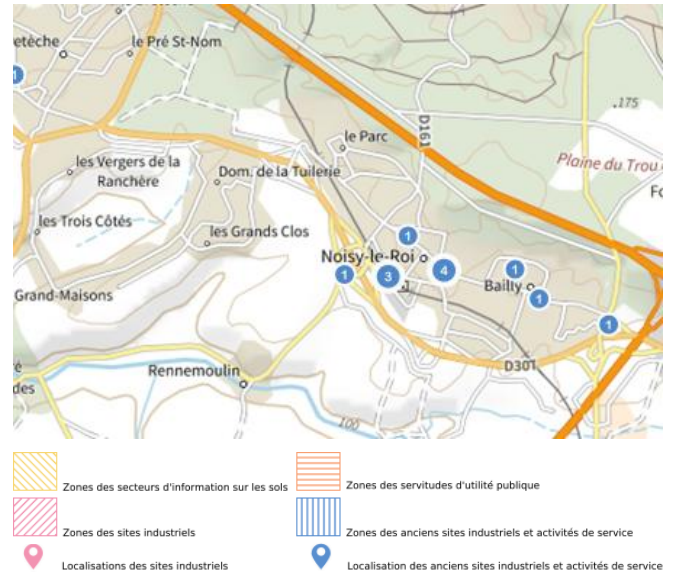 etèche
le Pré St-Nom
1
175
D161
le Parc
les Vergers de la
Ranchère
Dom. de la Tuilerie
Plaine du Trou
les Trois Côtés
les Grands Clos
1
Noisy-le-Roi
1
3
4
1
Bailly
1
Grand-Maisons
1
D307
Rennemoulin
des
100
Zones des secteurs d'information sur les sols
Zones des servitudes d'utilité publique
Zones des sites industriels
Zones des anciens sites industriels et activités de service
Localisations des sites industriels
Localisation des anciens sites industriels et activités de service